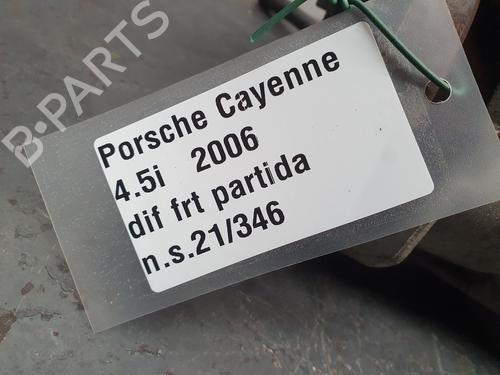 B-PARTS
Porsche Cayenne
4.5i 2006
dif frt partida
n.s.21/346